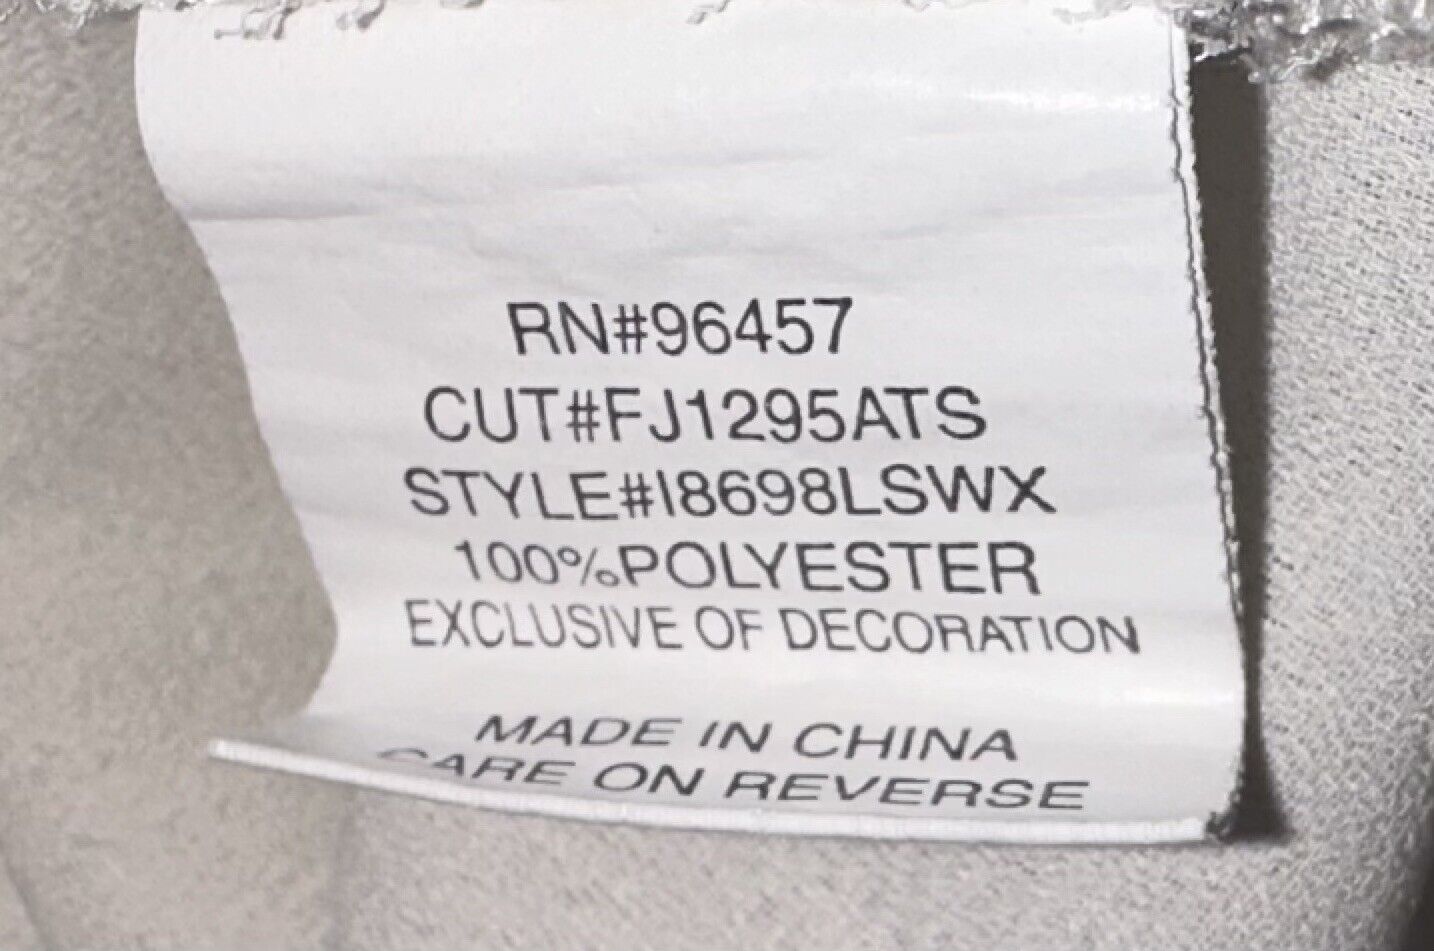 RN#96457
CUT#FJ1295ATS
STYLE#I8698LSWX
100%POLYESTER
EXCLUSIVE OF DECORATION
MADE IN CHINA
CARE ON REVERSE